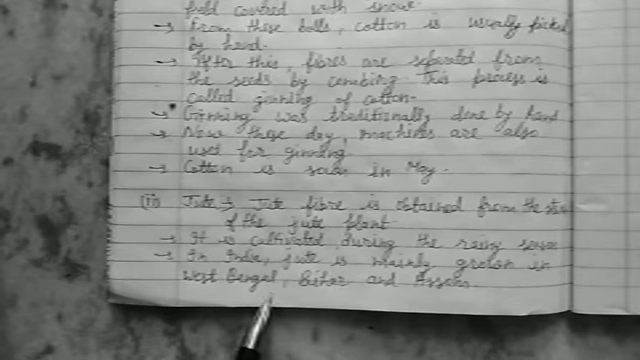 field covered with snow.
→ From these balls, cotton is usually picked
by hand.
→ After this, fibres are separated from
the seeds by combing. This process is
called ginning of cotton.
→ Ginning was traditionally done by hand
→ Now these day, machines are also
used for ginning.
→ Cotton is sown in May.
(ii) Jute → Jute fibre is obtained from the stem
of the jute plant
→ It is cultivated during the rainy season
→ In India, jute is mainly grown in
West Bengal, Bihar and Assam.